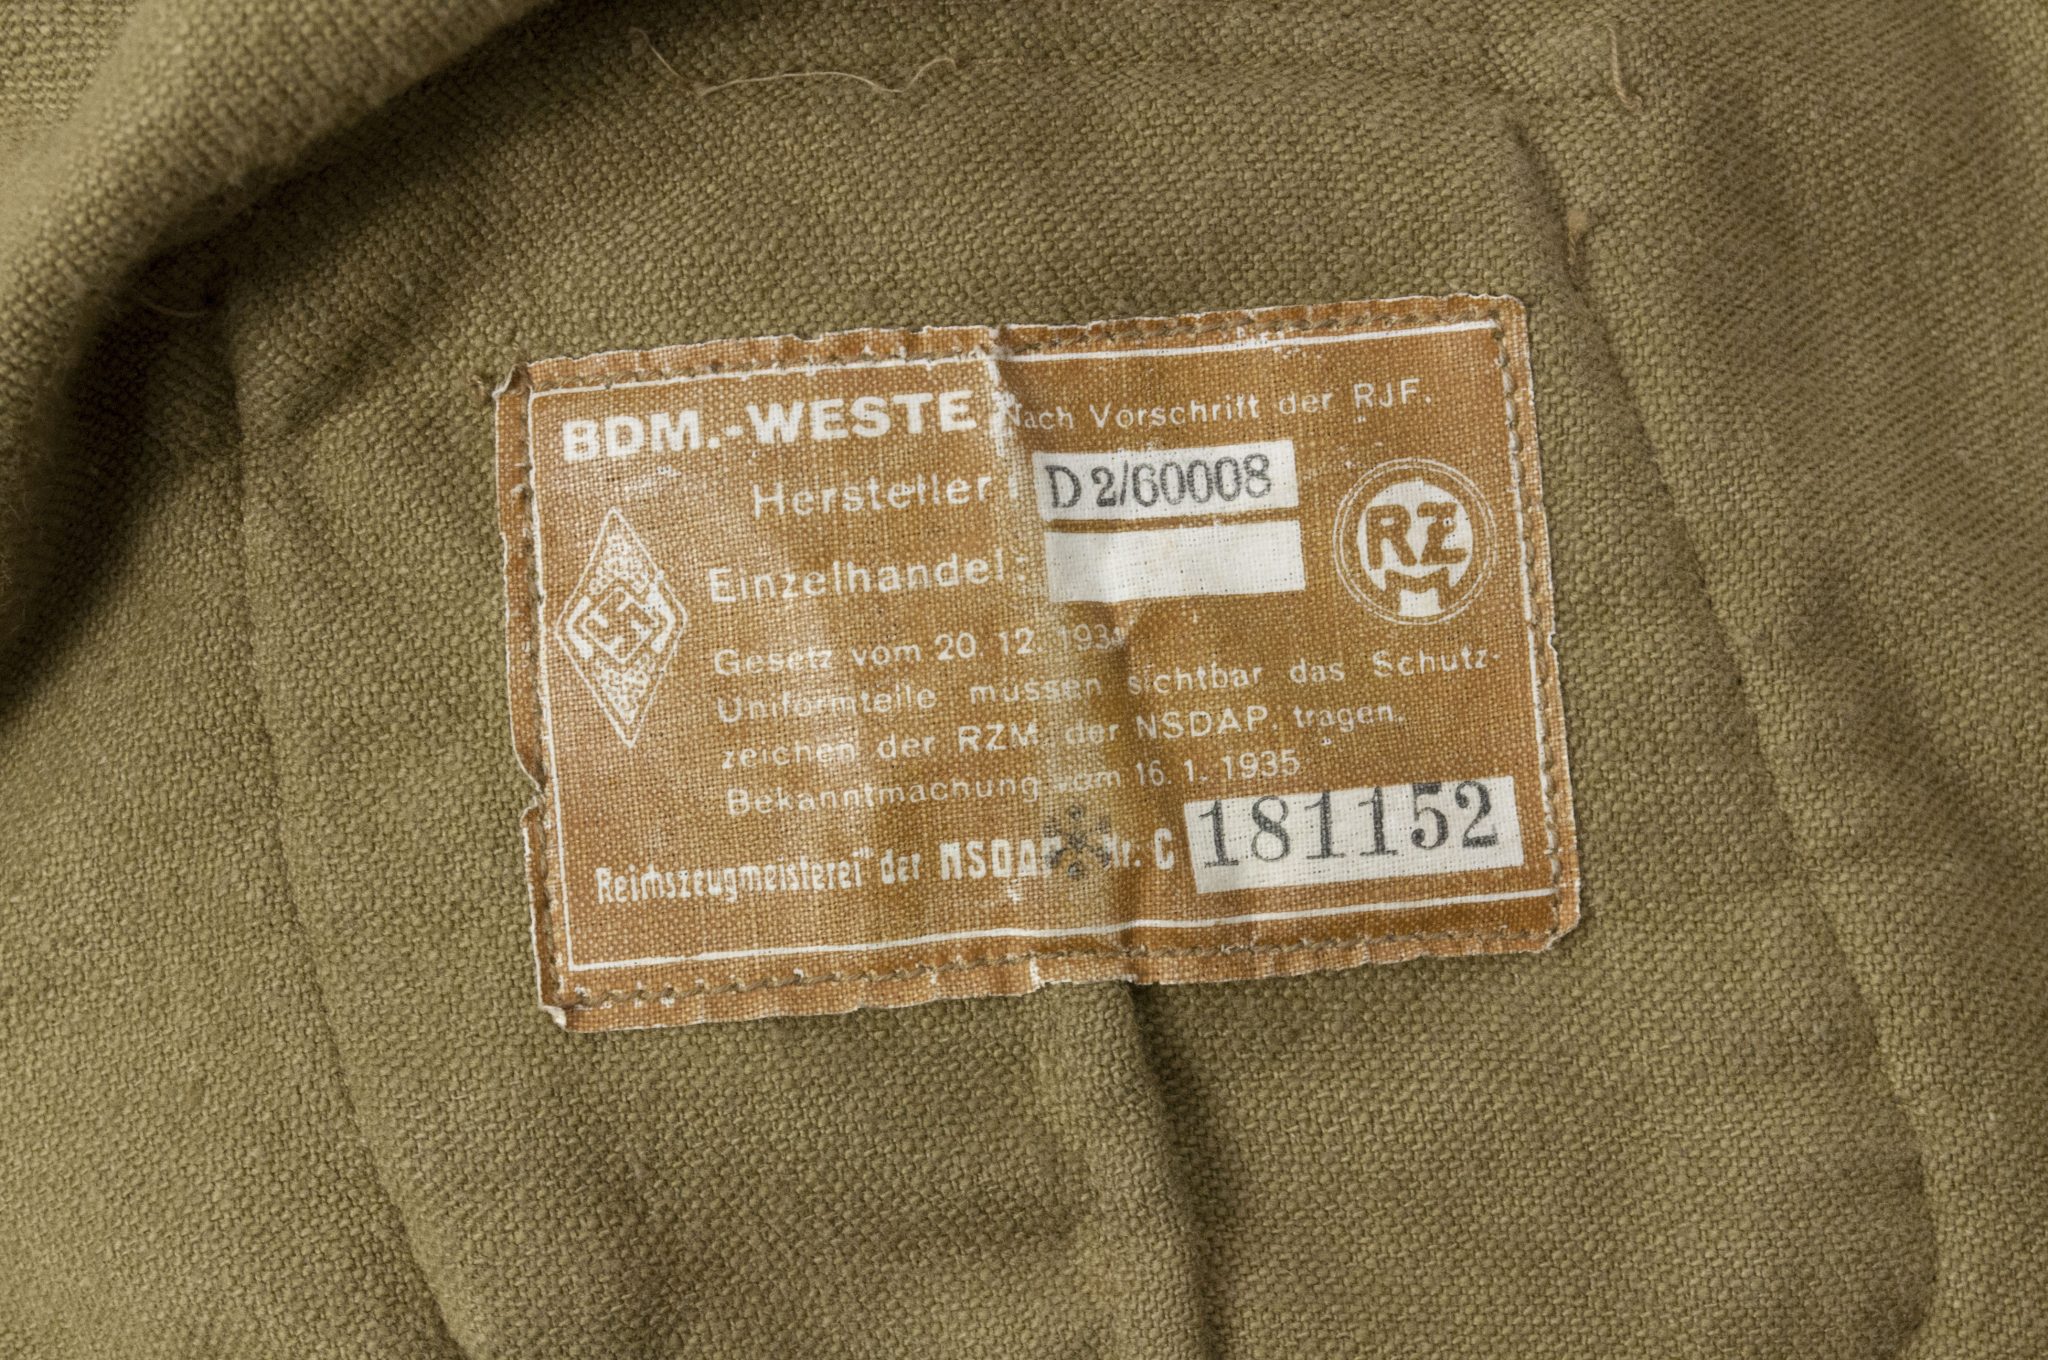 BDM.-WESTE Nach Vorschrift der RJF.
Hersteller: D 2/60008
Einzelhandel:
RZM
Gesetz vom 20. 12. 1934
Uniformteile müssen sichtbar das Schutz-
zeichen der RZM. der NSDAP. tragen.
Bekanntmachung vom 16. 1. 1935
Reichszeugmeisterei der NSDAP Nr. C 181152